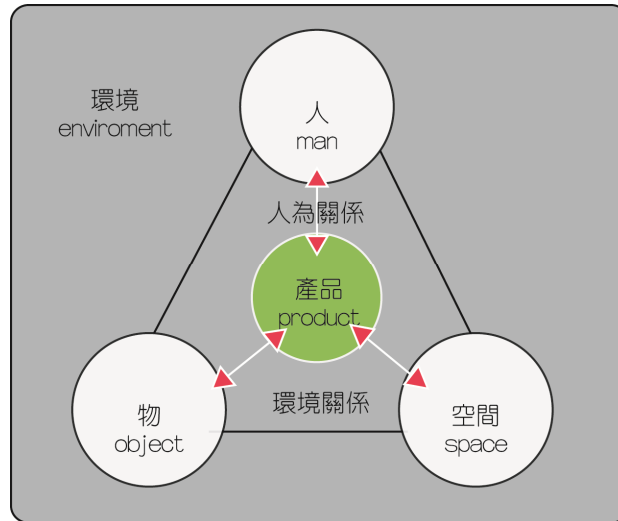 環境
enviroment
人
man
人為關係
產品
product
環境關係
物
object
空間
space